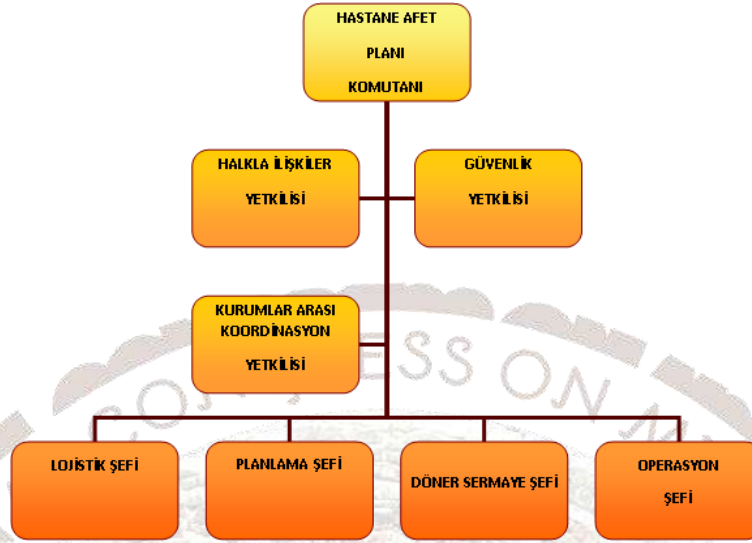 HASTANE AFET
PLANI
KOMUTANI
HALKLA İLİŞKİLER
YETKİLİSİ
GÜVENLİK
YETKİLİSİ
KURUMLAR ARASI
KOORDİNASYON
YETKİLİSİ
LOJİSTİK ŞEFİ
PLANLAMA ŞEFİ
DÖNER SERMAYE ŞEFİ
OPERASYON
ŞEFİ
ON